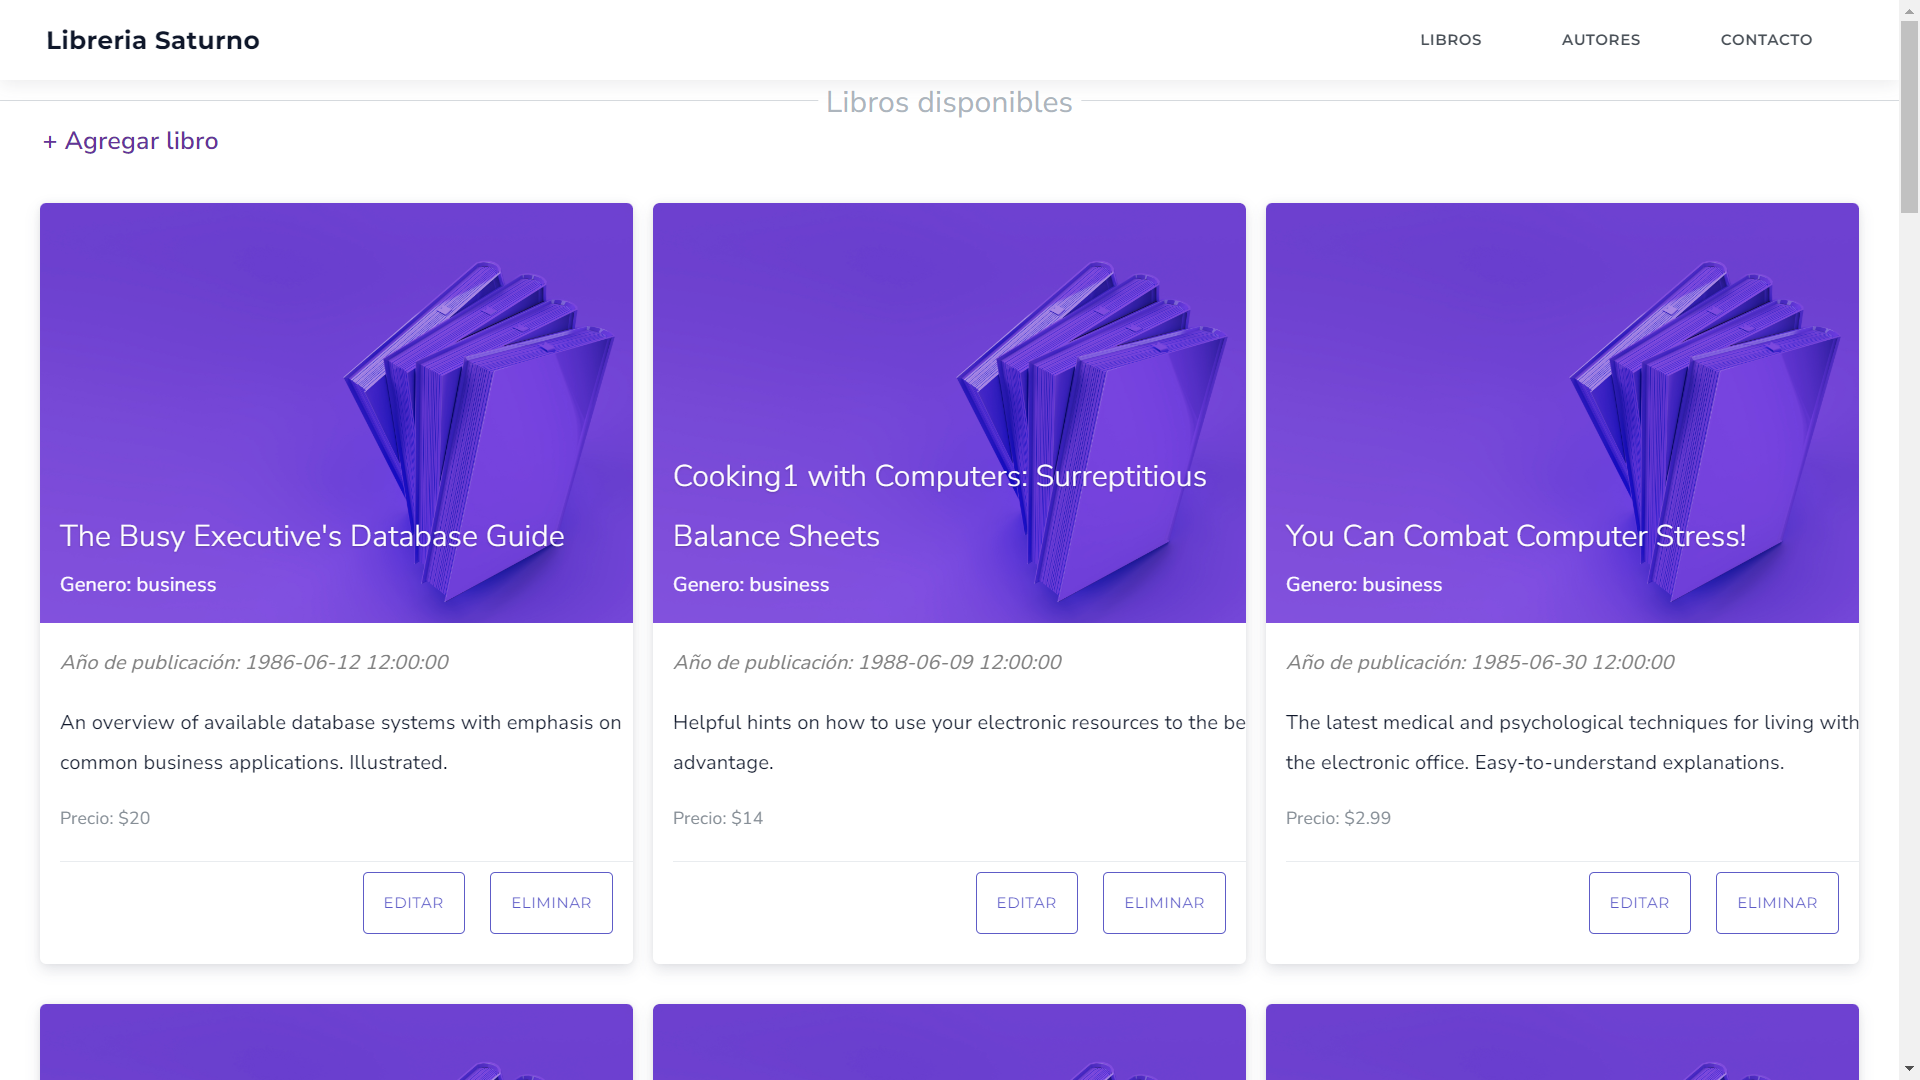 Libreria Saturno
LIBROS
AUTORES
CONTACTO
Libros disponibles
+ Agregar libro
The Busy Executive's Database Guide
Genero: business
Año de publicación: 1986-06-12 12:00:00
An overview of available database systems with emphasis on
common business applications. Illustrated.
Precio: $20
EDITAR
ELIMINAR
Cooking1 with Computers: Surreptitious
Balance Sheets
Genero: business
Año de publicación: 1988-06-09 12:00:00
Helpful hints on how to use your electronic resources to the be
advantage.
Precio: $14
EDITAR
ELIMINAR
You Can Combat Computer Stress!
Genero: business
Año de publicación: 1985-06-30 12:00:00
The latest medical and psychological techniques for living with
the electronic office. Easy-to-understand explanations.
Precio: $2.99
EDITAR
ELIMINAR